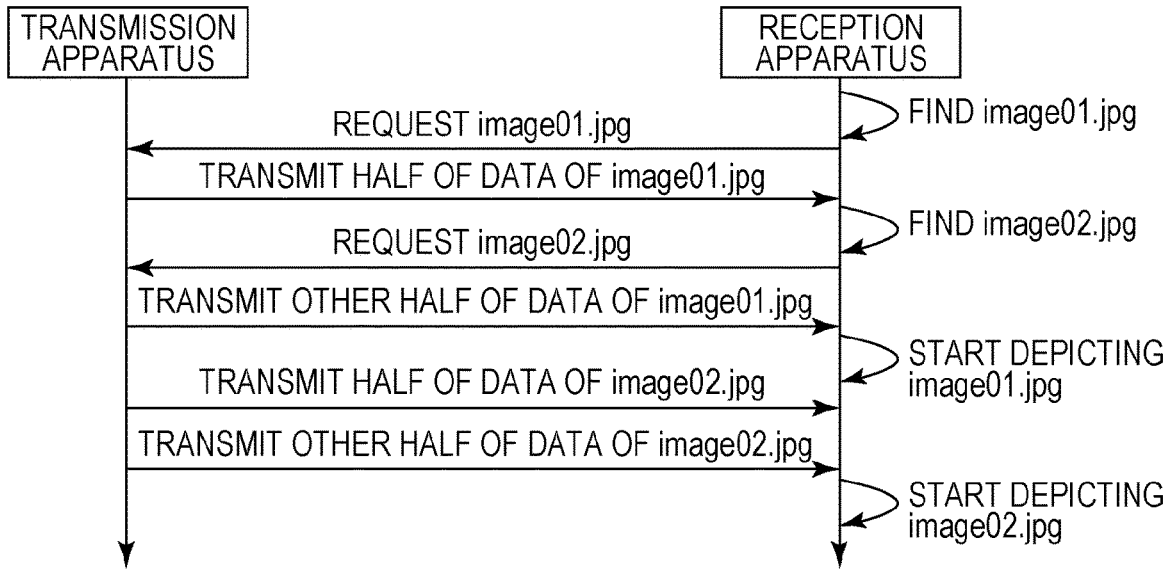 TRANSMISSION
APPARATUS
RECEPTION
APPARATUS
FIND image01.jpg
REQUEST image01.jpg
TRANSMIT HALF OF DATA OF image01.jpg
FIND image02.jpg
REQUEST image02.jpg
TRANSMIT OTHER HALF OF DATA OF image01.jpg
START DEPICTING
image01.jpg
TRANSMIT HALF OF DATA OF image02.jpg
TRANSMIT OTHER HALF OF DATA OF image02.jpg
START DEPICTING
image02.jpg